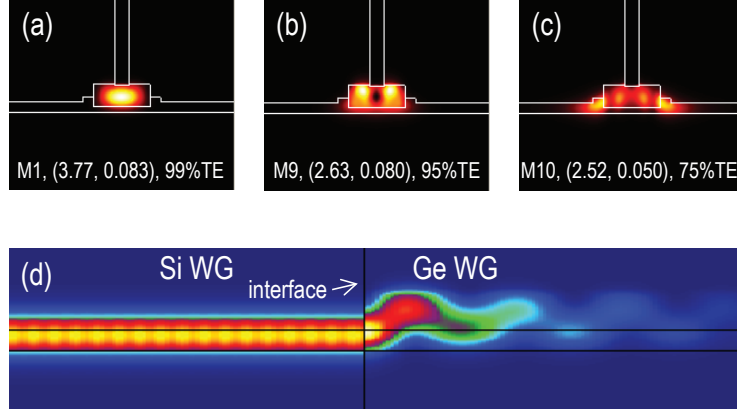 (a)
M1, (3.77, 0.083), 99%TE
(b)
M9, (2.63, 0.080), 95%TE
(c)
M10, (2.52, 0.050), 75%TE
(d)
Si WG
interface
Ge WG